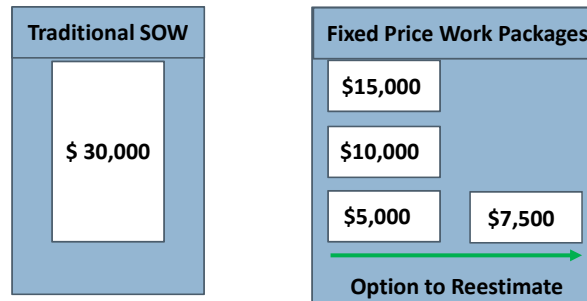 Traditional SOW
$ 30,000
Fixed Price Work Packages
$15,000
$10,000
$5,000
$7,500
Option to Reestimate